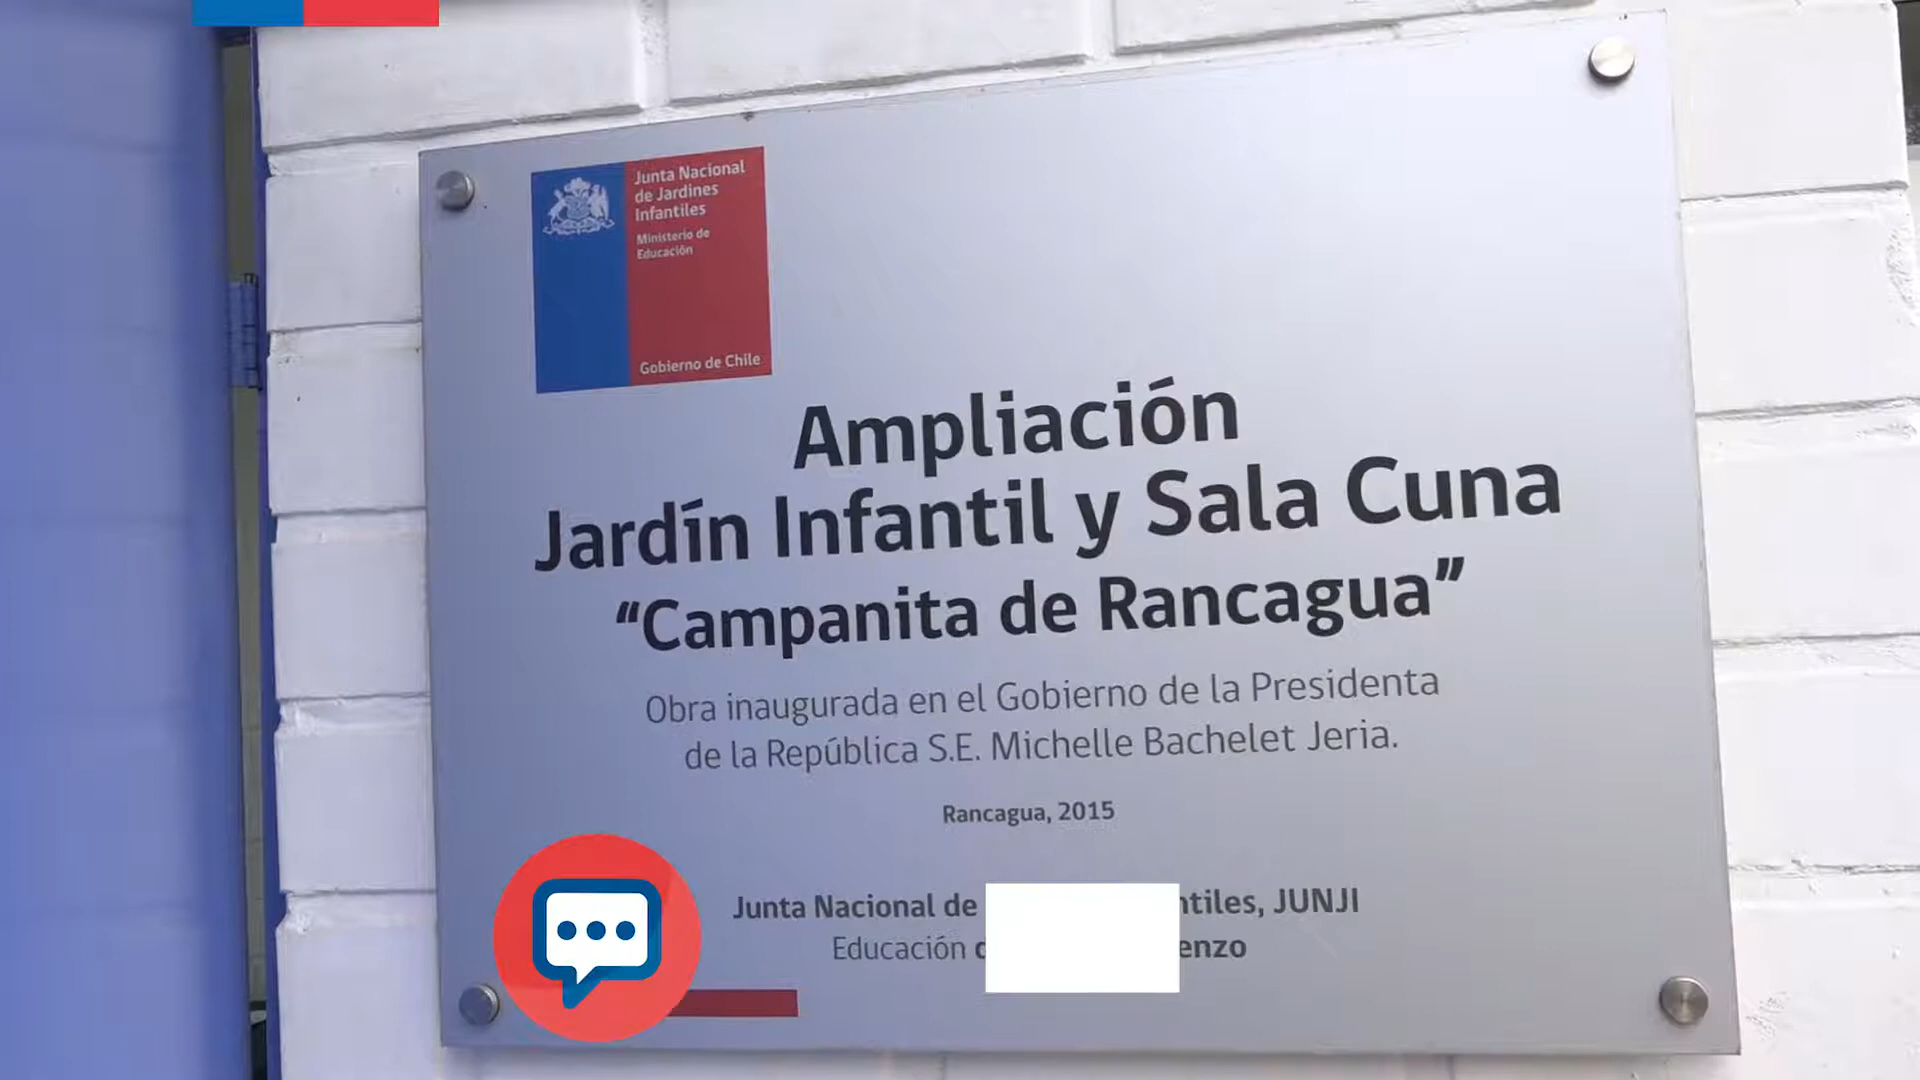 Junta Nacional
de Jardines
Infantiles
Ministerio de
Educación
Gobierno de Chile
Ampliación
Jardín Infantil y Sala Cuna
“Campanita de Rancagua”
Obra inaugurada en el Gobierno de la Presidenta
de la República S.E. Michelle Bachelet Jeria.
Rancagua, 2015
Junta Nacional de ntiles, JUNJI
Educación enzo